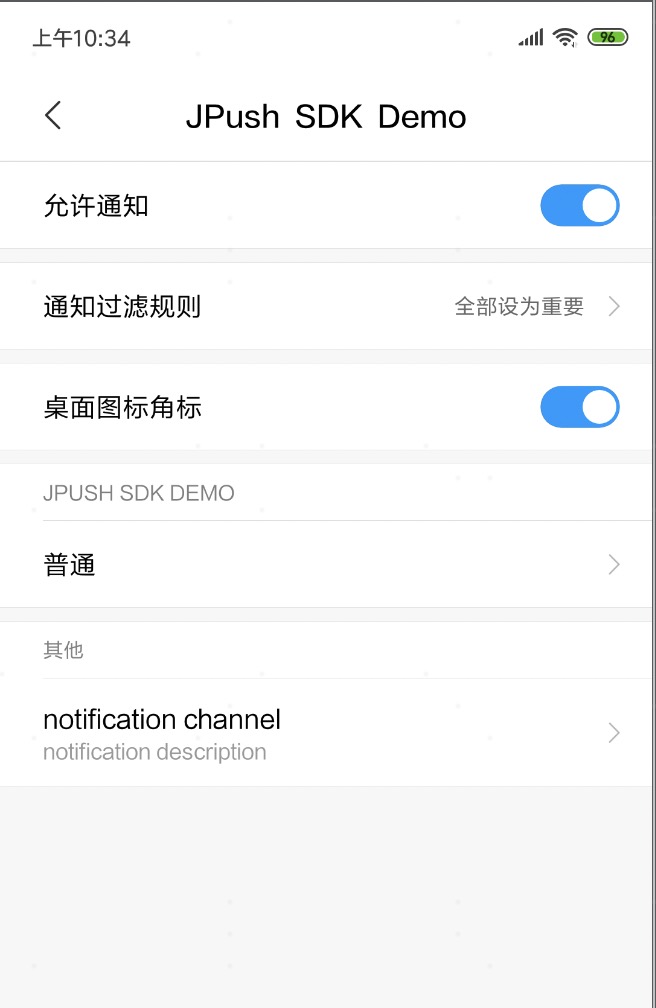 上午10:34
96
JPush SDK Demo
允许通知
通知过滤规则
全部设为重要
桌面图标角标
JPUSH SDK DEMO
普通
其他
notification channel
notification description